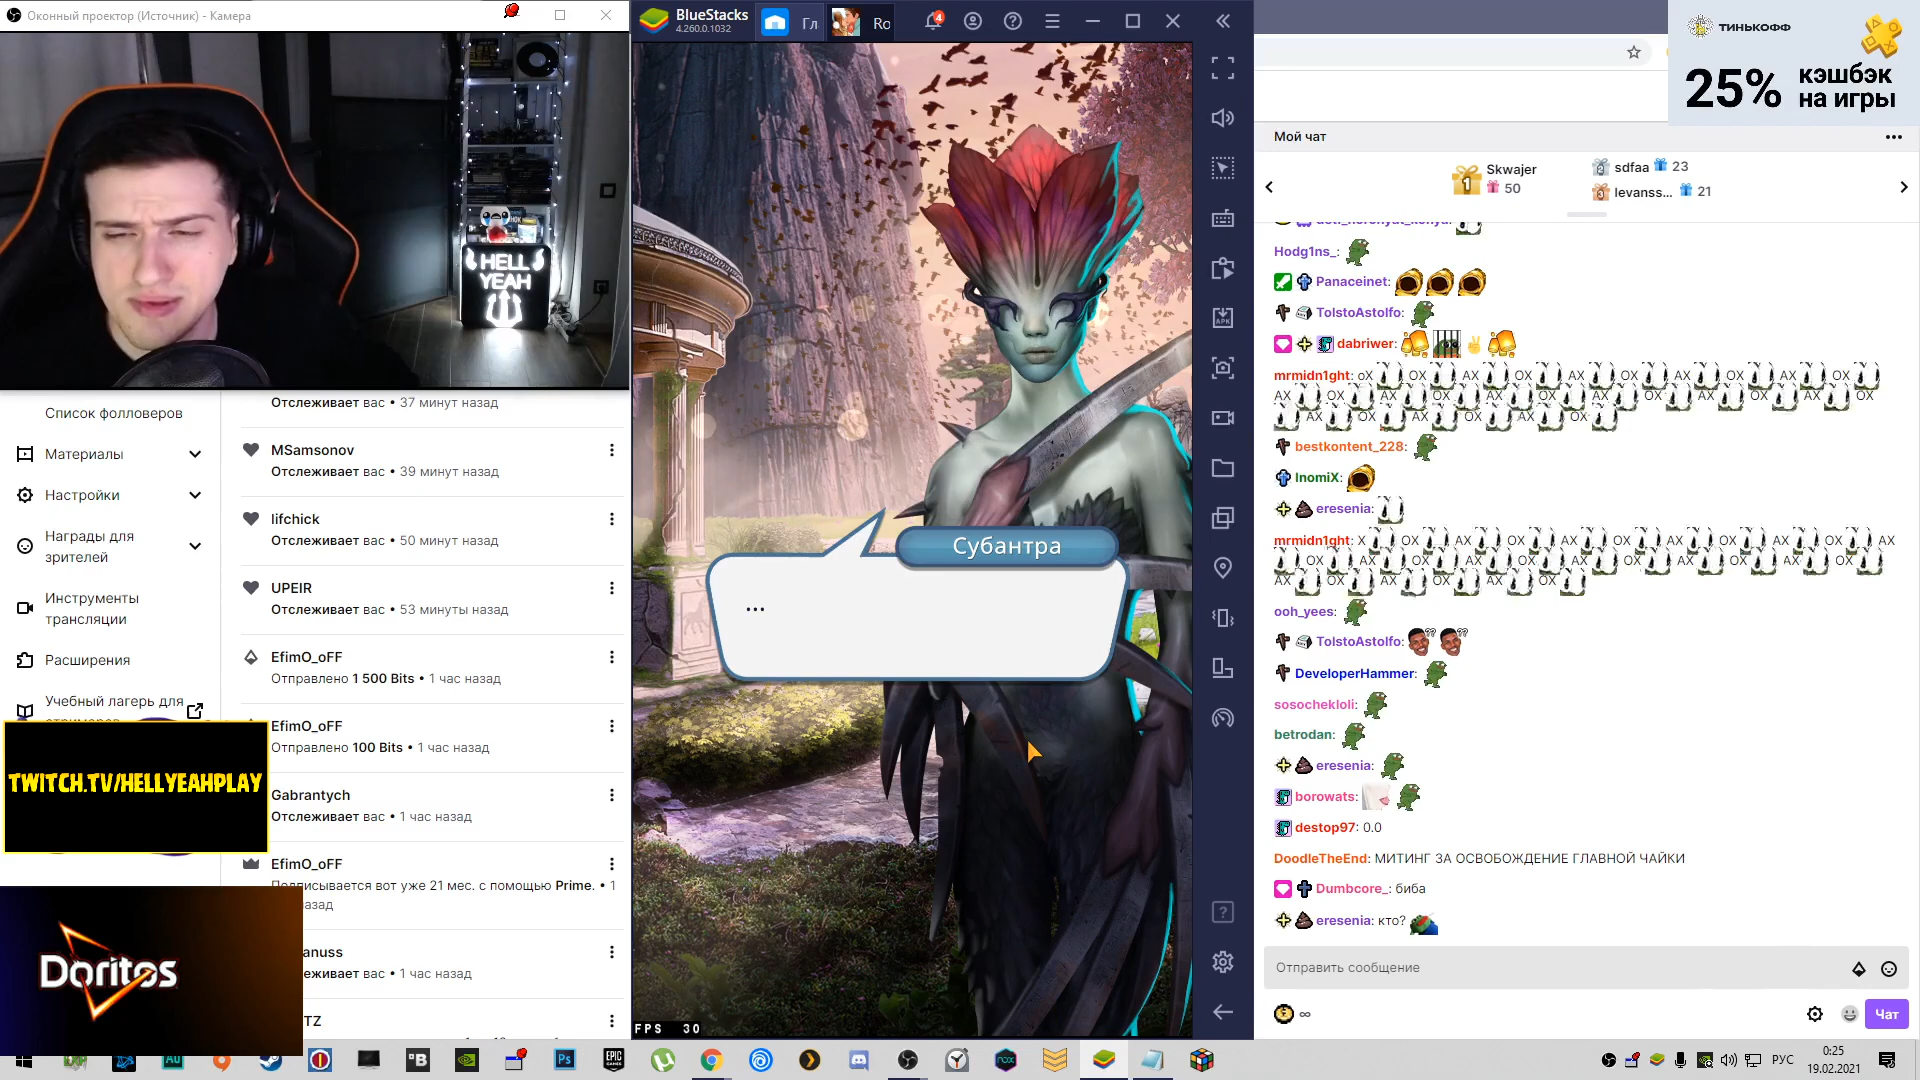 Оконный проектор (Источник) - Камера
HELL
YEAH
Список фолловеров
Материалы
Настройки
Награды для
зрителей
Инструменты
трансляции
Расширения
Учебный лагерь для
TWITCH.TV/HELLYEAHPLAY
Doritos
Отслеживает вас • 37 минут назад
MSamsonov
Отслеживает вас • 39 минут назад
lifchick
Отслеживает вас • 50 минут назад
UPEIR
Отслеживает вас • 53 минуты назад
EfimO_oFF
Отправлено 1 500 Bits • 1 час назад
EfimO_oFF
Отправлено 100 Bits • 1 час назад
Gabrantych
Отслеживает вас • 1 час назад
EfimO_oFF
Подписывается вот уже 21 мес. с помощью Prime. • 1
азад
anuss
леживает вас • 1 час назад
TZ
BlueStacks
4.260.0.1032
Гл
Ro
4
Субантра
...
FPS 30
ТИНЬКОФФ
25% кэшбэк
на игры
Мой чат
1
Skwajer
50
2
sdfaa 23
3
levanss... 21
Hodg1ns_:
Panaceinet:
TolstoAstolfo:
dabriwer:
mrmidn1ght: oX OX AX OX AX OX AX OX AX OX
AX OX AX OX AX OX AX OX AX OX AX OX
AX OX AX OX AX OX
bestkontent_228:
InomiX:
eresenia:
mrmidn1ght: X OX AX OX AX OX AX OX AX OX AX
OX AX OX AX OX AX OX AX OX AX OX
AX OX AX OX AX OX
ooh_yees:
TolstoAstolfo:
DeveloperHammer:
sosochekloli:
betrodan:
eresenia:
borowats:
destop97: 0.0
DoodleTheEnd: МИТИНГ ЗА ОСВОБОЖДЕНИЕ ГЛАВНОЙ ЧАЙКИ
Dumbcore_: биба
eresenia: кто?
Отправить сообщение
∞
Чат
РУС
0:25
19.02.2021